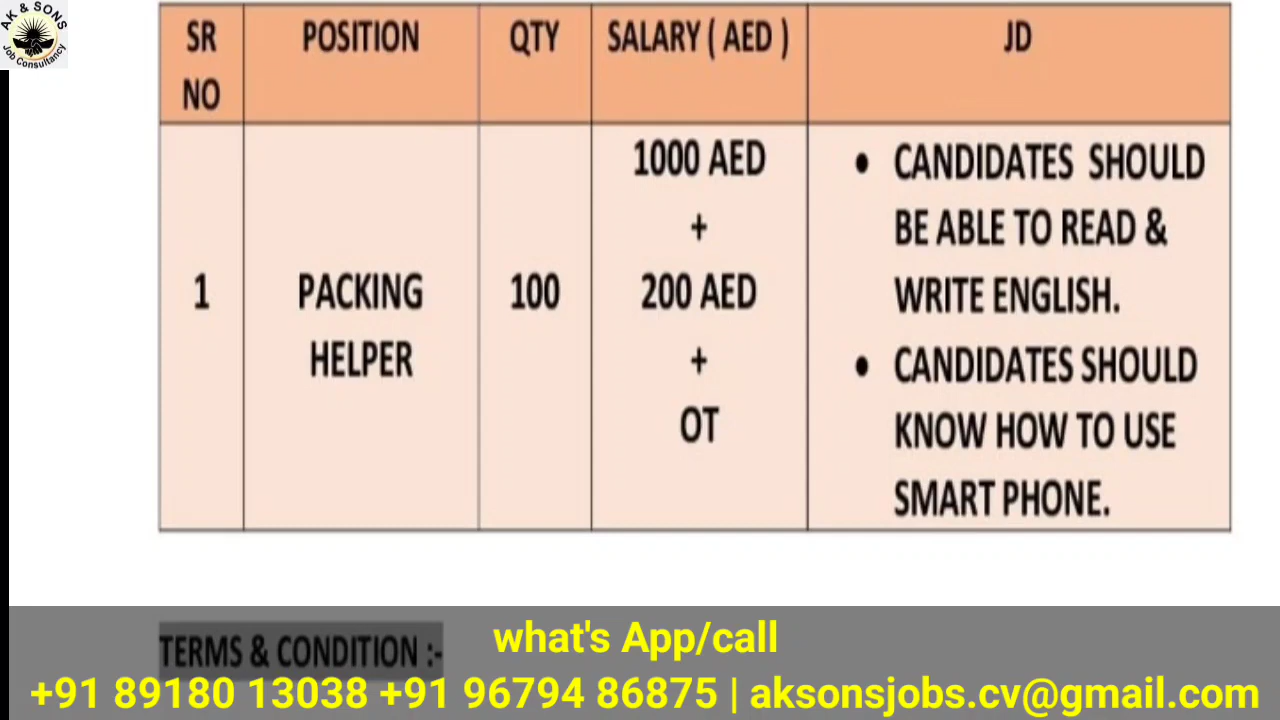 AK & SONS
Job Consultancy
SR
NO
POSITION
QTY
SALARY ( AED )
JD
1
PACKING
HELPER
100
1000 AED
+
200 AED
+
OT
• CANDIDATES SHOULD
BE ABLE TO READ &
WRITE ENGLISH.
• CANDIDATES SHOULD
KNOW HOW TO USE
SMART PHONE.
TERMS & CONDITION :-
what's App/call
+91 89180 13038 +91 96794 86875 | aksonsjobs.cv@gmail.com